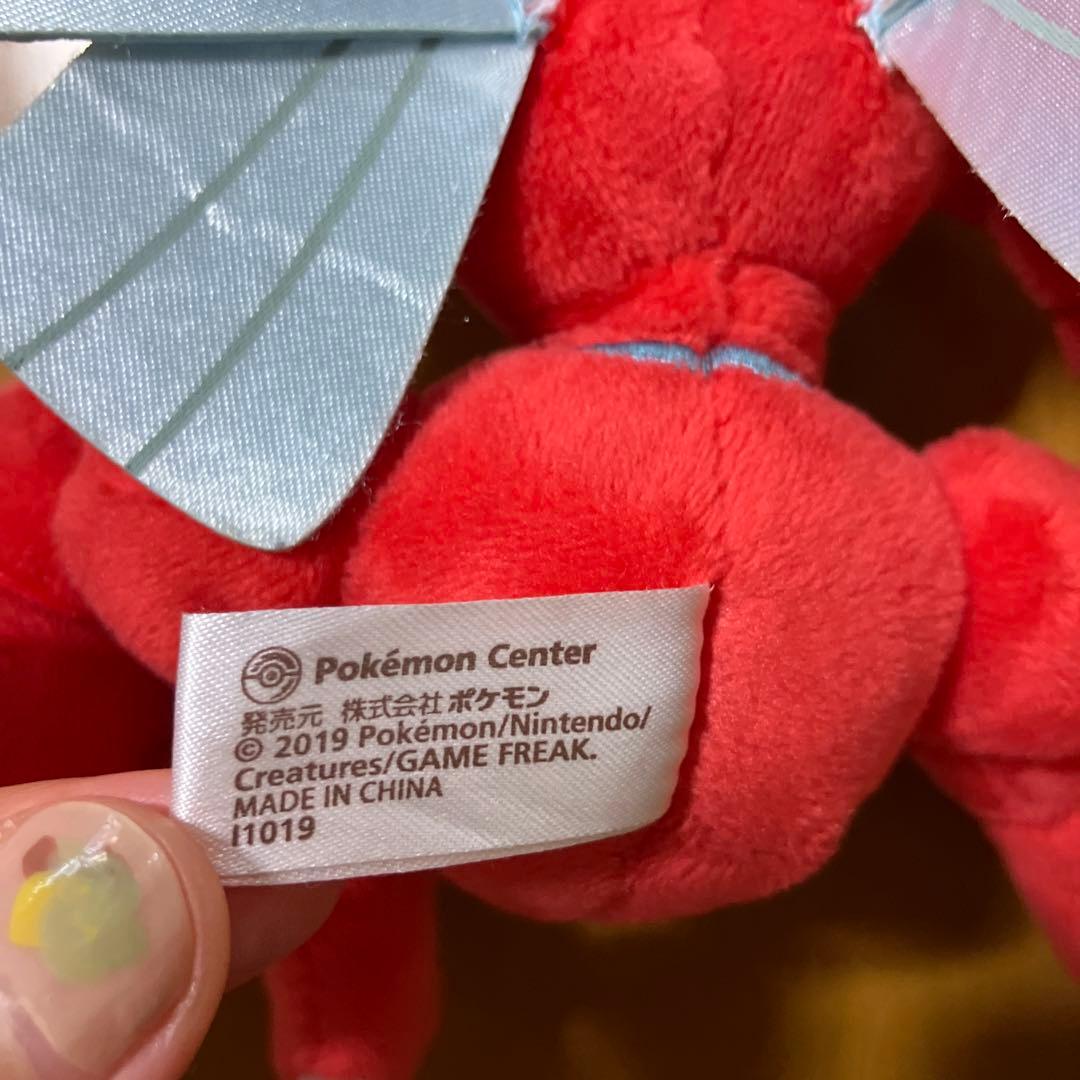 Pokémon Center
発売元 株式会社ポケモン
© 2019 Pokémon/Nintendo/
Creatures/GAME FREAK.
MADE IN CHINA
I1019